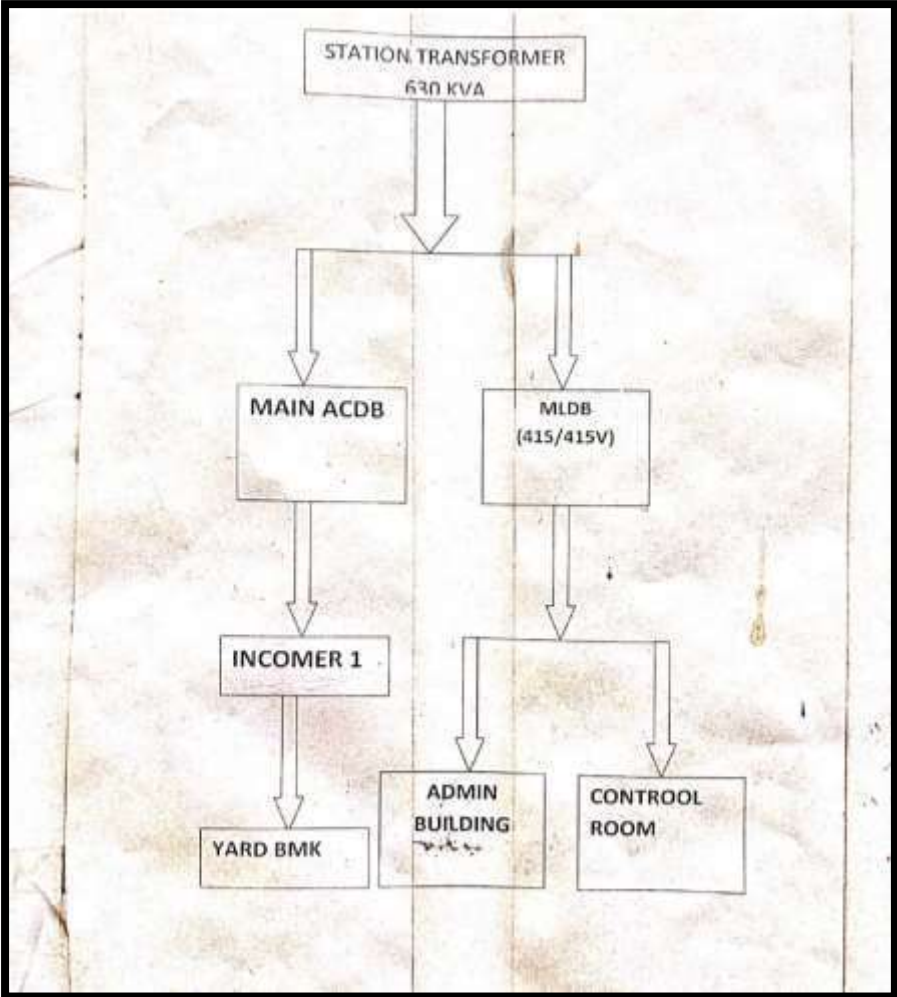 STATION TRANSFORMER
630 KVA
MAIN ACDB
MLDB
(415/415V)
INCOMER 1
YARD BMK
ADMIN
BUILDING
CONTROOL
ROOM